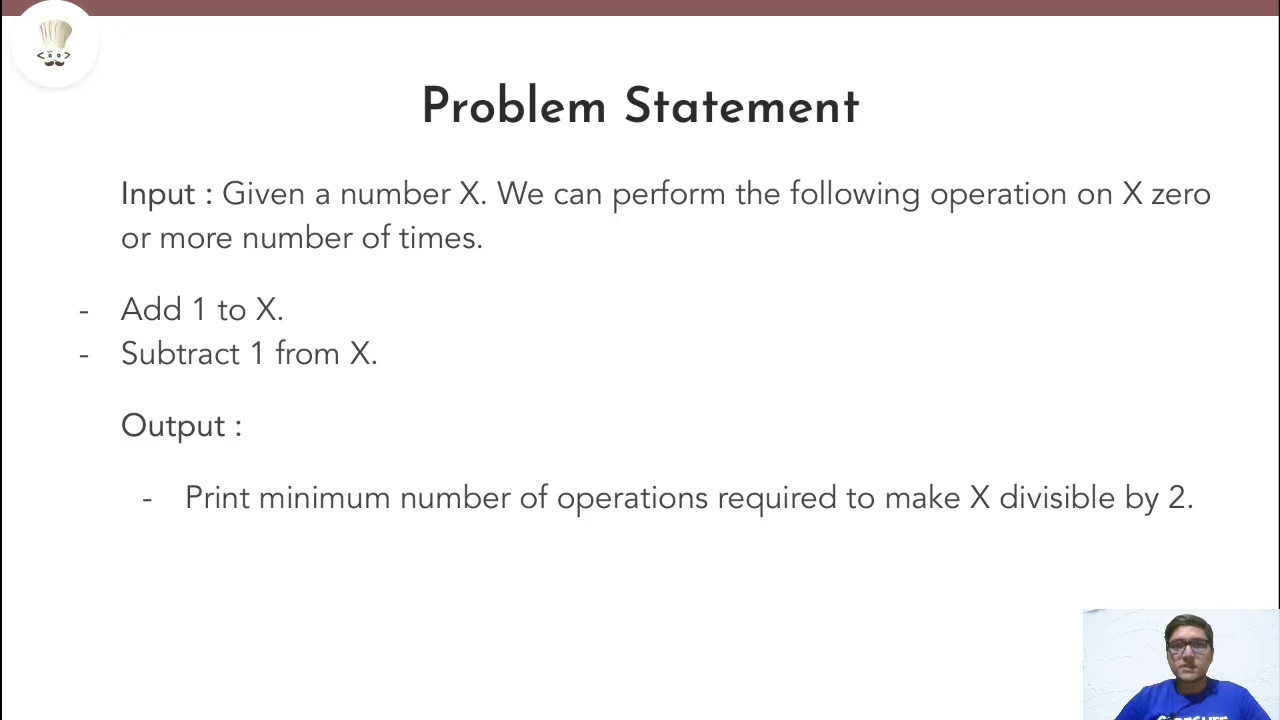 Problem Statement
Input : Given a number X. We can perform the following operation on X zero
or more number of times.
- Add 1 to X.
- Subtract 1 from X.
Output :
- Print minimum number of operations required to make X divisible by 2.